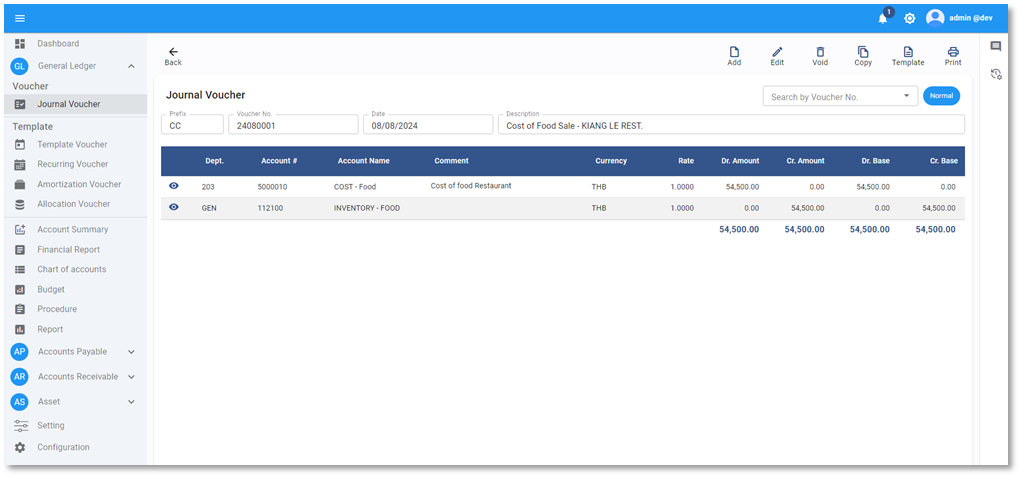 1
admin @dev
Dashboard
GL General Ledger
Voucher
Journal Voucher
Template
Template Voucher
Recurring Voucher
Amortization Voucher
Allocation Voucher
Account Summary
Financial Report
Chart of accounts
Budget
Procedure
Report
AP Accounts Payable
AR Accounts Receivable
AS Asset
Setting
Configuration
Back
Add Edit Void Copy Template Print
Journal Voucher
Search by Voucher No.
Normal
Prefix Voucher No. Date Description
CC 24080001 08/08/2024 Cost of Food Sale - KIANG LE REST.
Dept. Account # Account Name Comment Currency Rate Dr. Amount Cr. Amount Dr. Base Cr. Base
203 5000010 COST - Food Cost of food Restaurant THB 1.0000 54,500.00 0.00 54,500.00 0.00
GEN 112100 INVENTORY - FOOD THB 1.0000 0.00 54,500.00 0.00 54,500.00
54,500.00 54,500.00 54,500.00 54,500.00